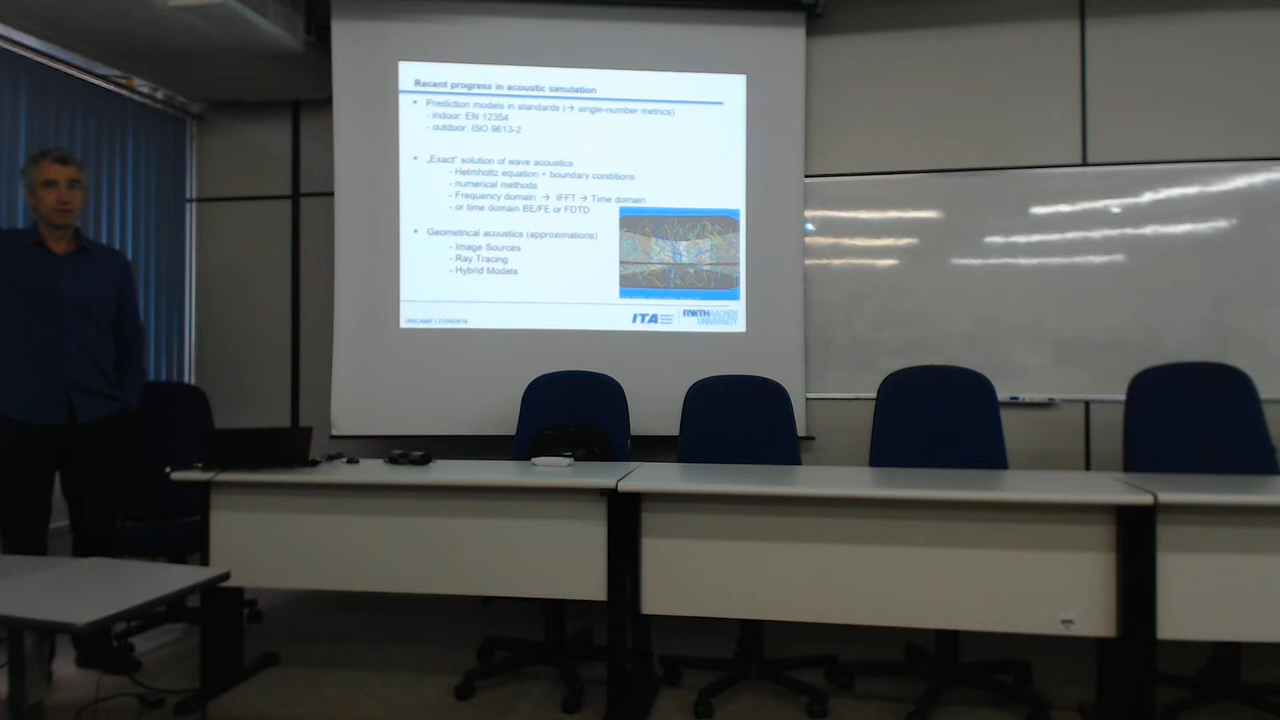 Recent progress in acoustic simulation
▪ Prediction models in standards (→ single-number metrics)
- indoor: EN 12354
- outdoor: ISO 9613-2
▪ „Exact" solution of wave acoustics
- Helmholtz equation + boundary conditions
- numerical methods
- Frequency domain → IFFT → Time domain
- or time domain BE/FE or FDTD
▪ Geometrical acoustics (approximations)
- Image Sources
- Ray Tracing
- Hybrid Models
UNICAMP |
ITA
RWTH AACHEN
UNIVERSITY